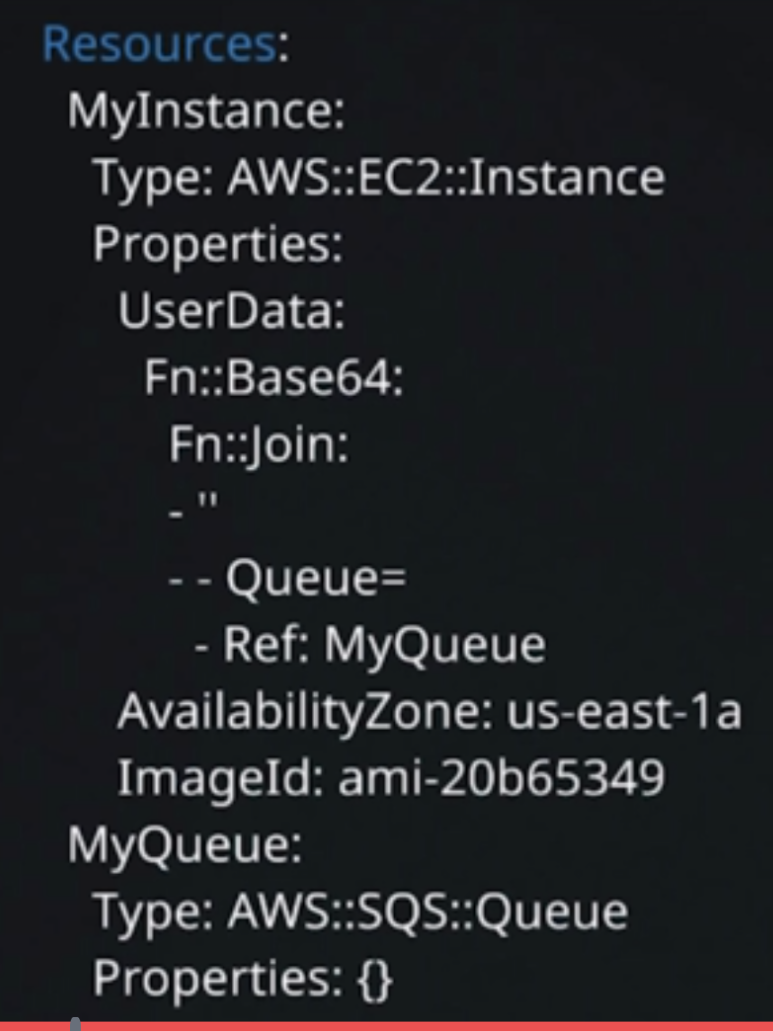 Resources:
MyInstance:
Type: AWS::EC2::Instance
Properties:
UserData:
Fn::Base64:
Fn::Join:
- ''
- - Queue=
- Ref: MyQueue
AvailabilityZone: us-east-1a
ImageId: ami-20b65349
MyQueue:
Type: AWS::SQS::Queue
Properties: {}